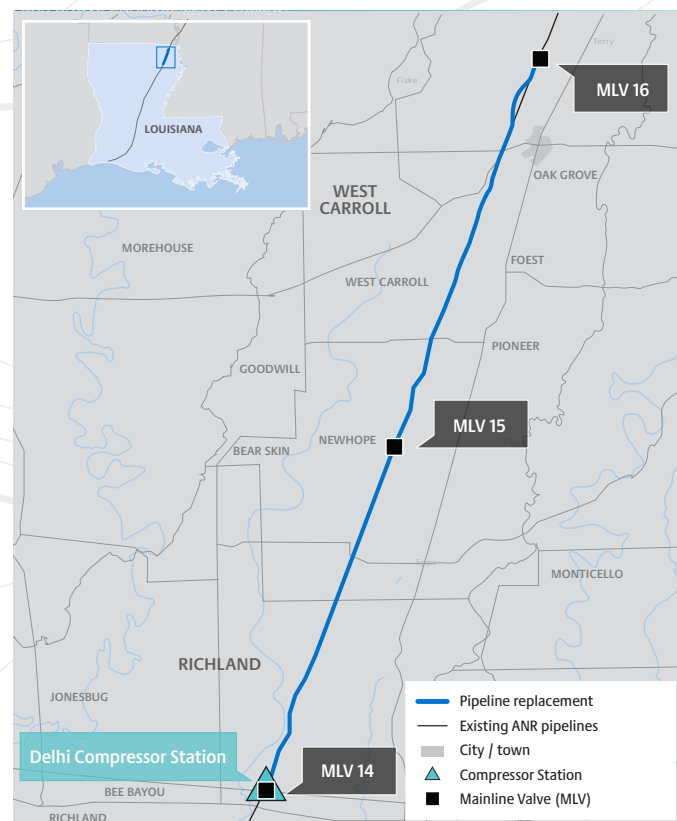 Terry
MLV 16
Fiske
LOUISIANA
OAK GROVE
WEST
CARROLL
MOREHOUSE
FOEST
WEST CARROLL
PIONEER
GOODWILL
MLV 15
NEWHOPE
BEAR SKIN
Epps
MONTICELLO
RICHLAND
JONESBUG
Pipeline replacement
Existing ANR pipelines
City / town
Compressor Station
Mainline Valve (MLV)
Delhi Compressor Station
MLV 14
BEE BAYOU
RICHLAND